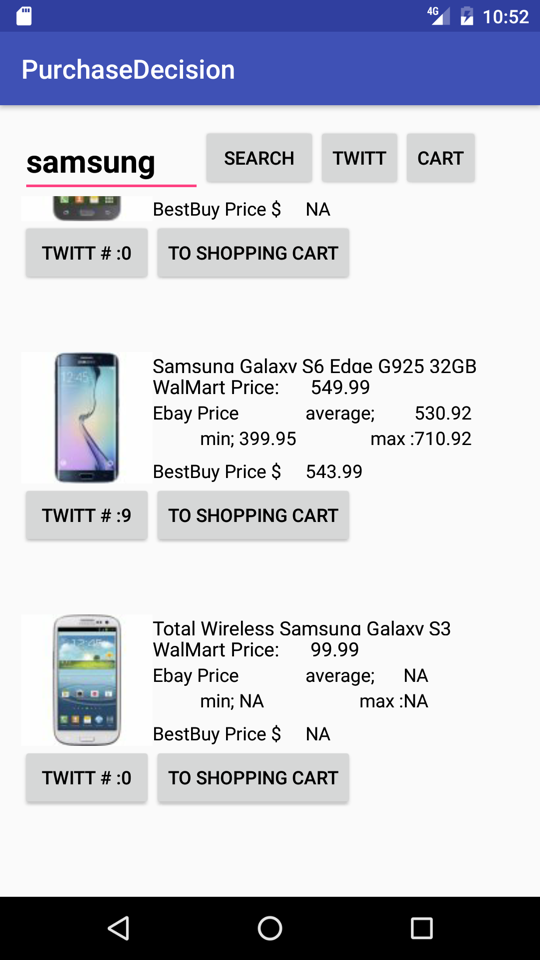 4G 10:52
PurchaseDecision
samsung SEARCH TWITT CART
BestBuy Price $ NA
TWITT # :0 TO SHOPPING CART
12:45
Samsung Galaxy S6 Edge G925 32GB
WalMart Price: 549.99
Ebay Price average; 530.92
min; 399.95 max :710.92
BestBuy Price $ 543.99
TWITT # :9 TO SHOPPING CART
Total Wireless Samsung Galaxy S3
WalMart Price: 99.99
Ebay Price average; NA
min; NA max :NA
BestBuy Price $ NA
TWITT # :0 TO SHOPPING CART